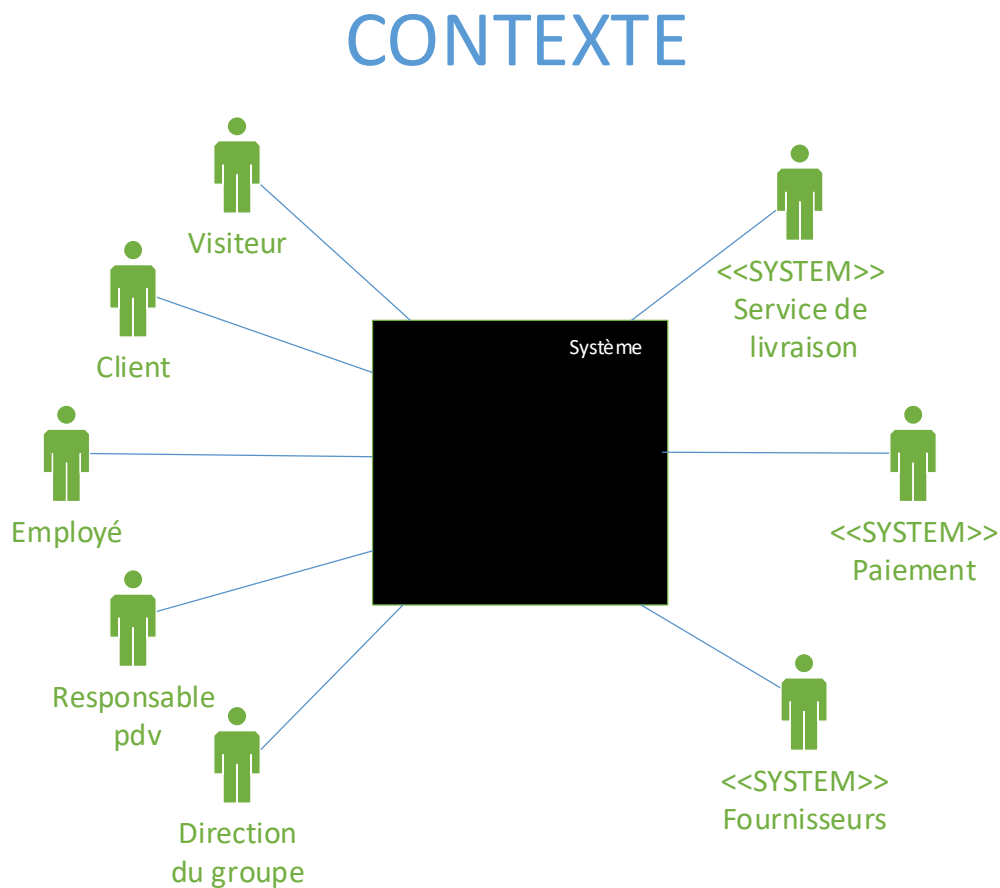 CONTEXTE
Visiteur
Client
Employé
Responsable
pdv
Direction
du groupe
Système
<<SYSTEM>>
Service de
livraison
<<SYSTEM>>
Paiement
<<SYSTEM>>
Fournisseurs